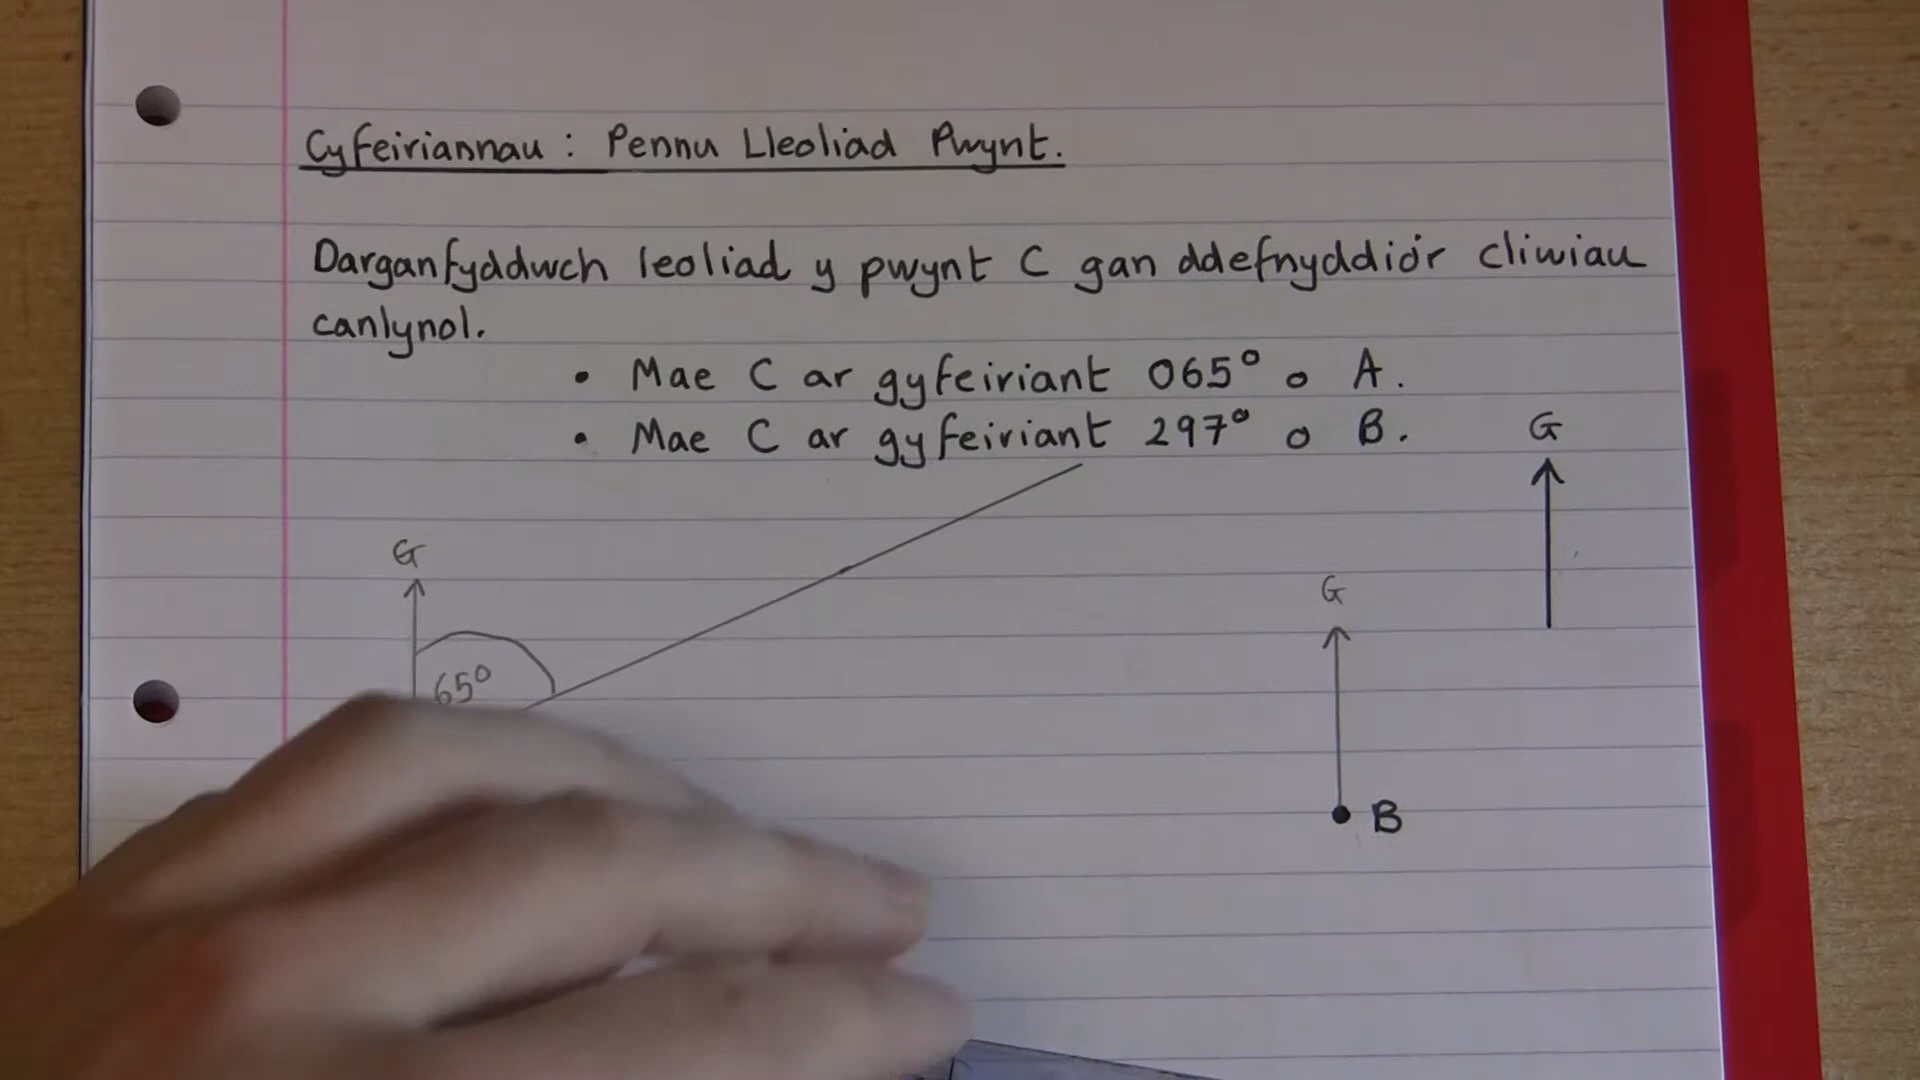 Cyfeiriannau : Pennu Lleoliad Pwynt.
Darganfyddwch leoliad y pwynt C gan ddefnyddio'r cliwiau
canlynol.
• Mae C ar gyfeiriant 065° o A.
• Mae C ar gyfeiriant 297° o B.
G
G
G
65°
B